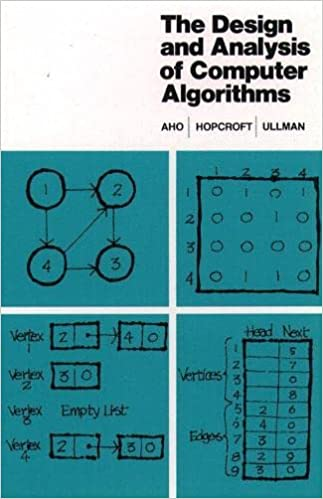 The Design
and Analysis
of Computer
Algorithms
AHO | HOPCROFT | ULLMAN
1 2
4 3
1 2 3 4
1 0 1 0 1
2 0 0 1 0
3 0 0 0 0
4 0 1 1 0
Vertex 1 2 4 0
Vertex 2 3 0
Vertex 3 Empty List
Vertex 4 2 3 0
Head Next
Vertices
Edges
1 5
2 7
3 0
4 8
5 2 6
6 4 0
7 3 0
8 2 9
9 3 0